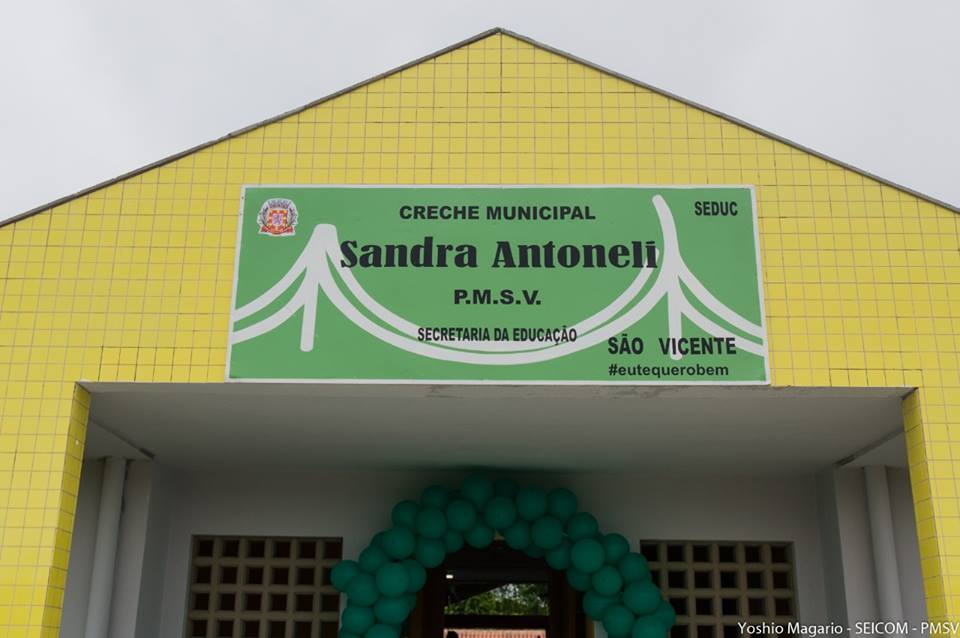 CRECHE MUNICIPAL
SEDUC
Sandra Antoneli
P.M.S.V.
SECRETARIA DA EDUCAÇÃO
SÃO VICENTE
#eutequerobem
Yoshio Magario - SEICOM - PMSV